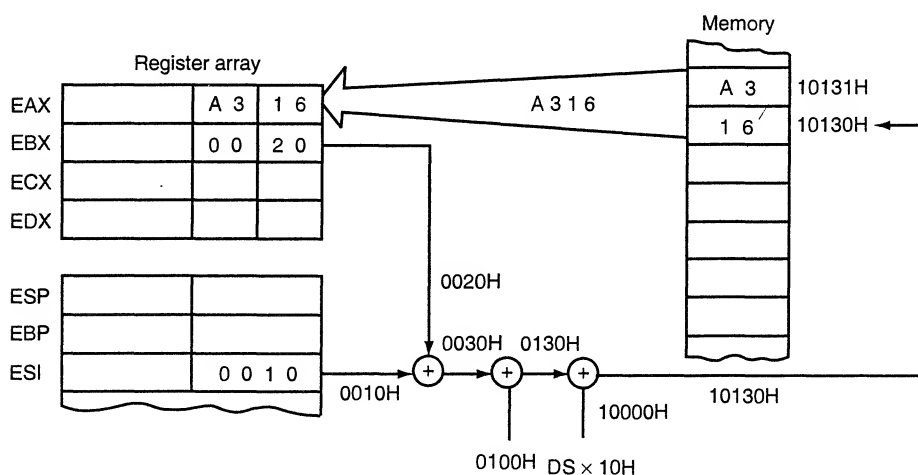 Memory
Register array
EAX A 3 1 6
A 3 1 6
A 3 10131H
1 6 10130H
EBX 0 0 2 0
ECX
EDX
0020H
ESP
EBP
ESI 0 0 1 0
0010H
+
0030H
+
0130H
+
10000H
10130H
0100H
DS × 10H